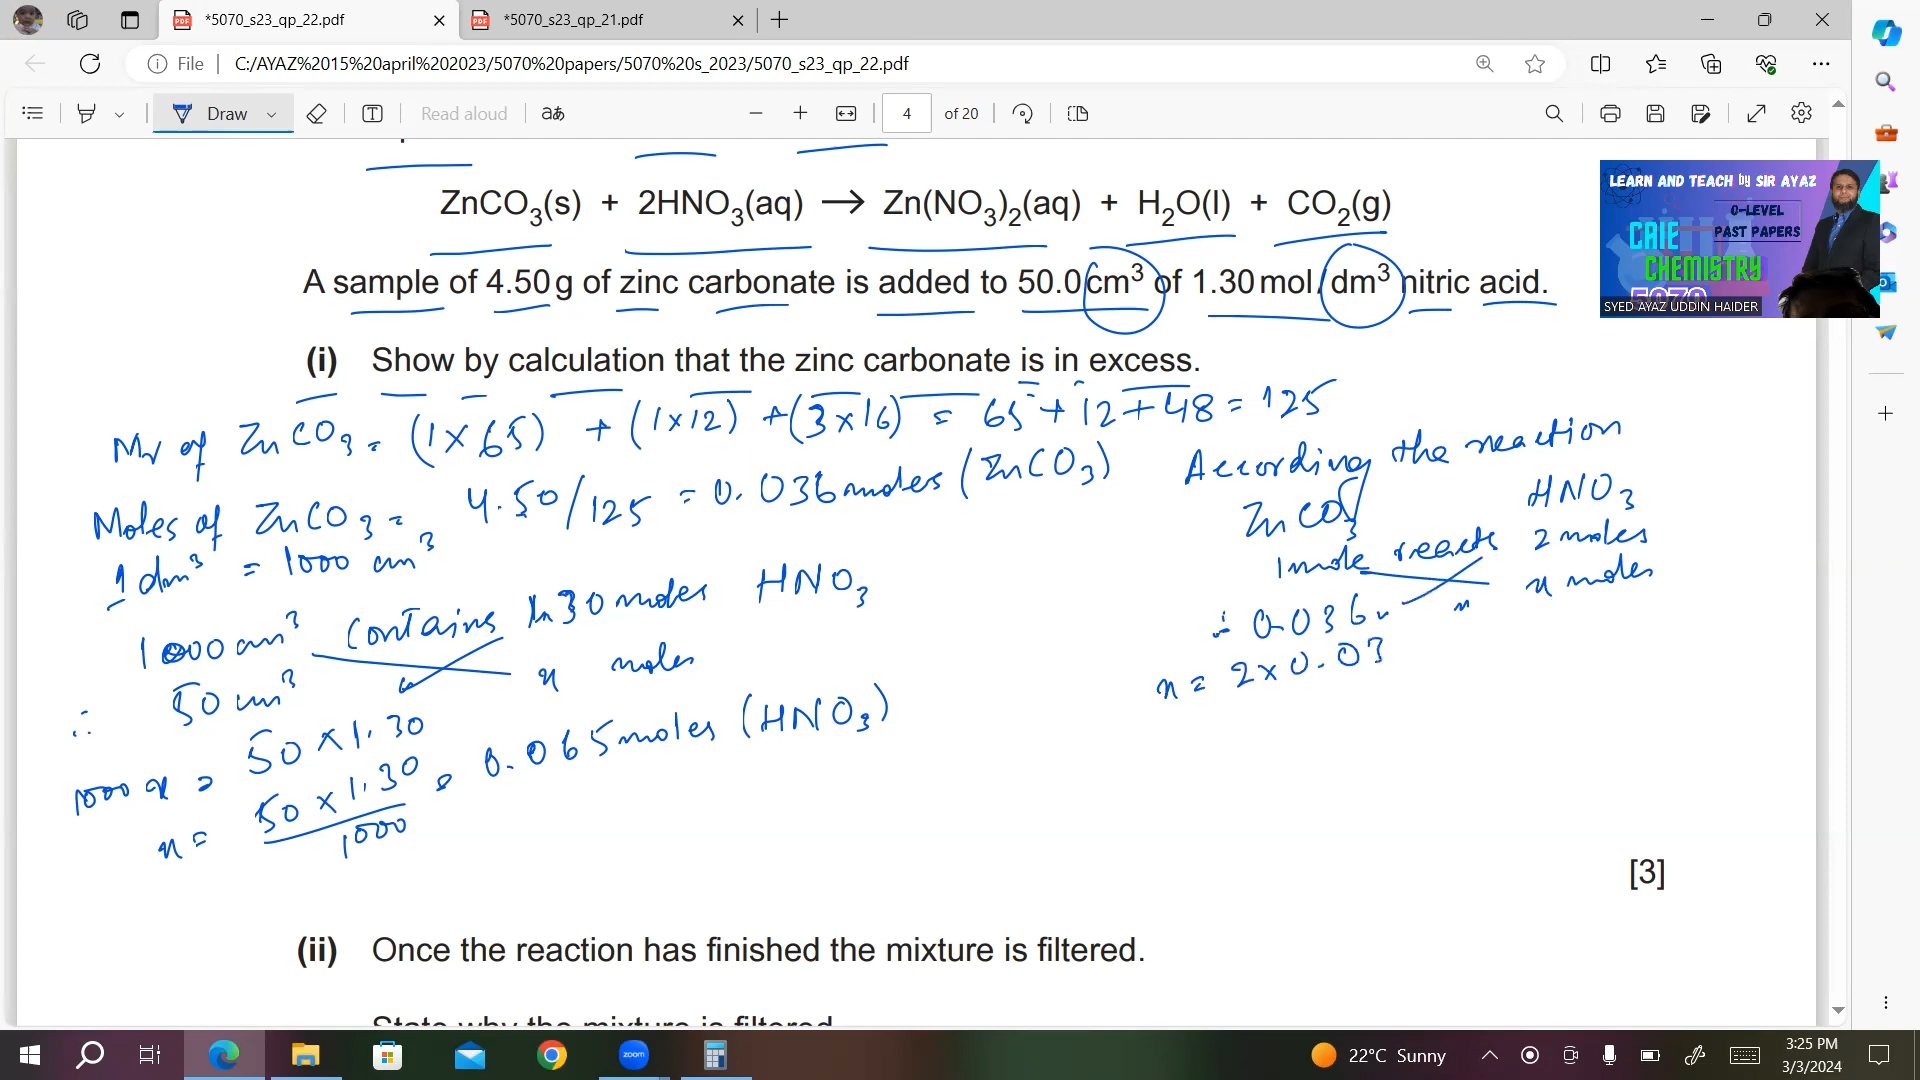 *5070_s23_qp_22.pdf
*5070_s23_qp_21.pdf
File
C:/AYAZ%2015%20april%202023/5070%20papers/5070%20s_2023/5070_s23_qp_22.pdf
Draw
Read aloud
4 of 20
ZnCO₃(s) + 2HNO₃(aq) → Zn(NO₃)₂(aq) + H₂O(l) + CO₂(g)
A sample of 4.50 g of zinc carbonate is added to 50.0 cm³ of 1.30 mol/dm³ nitric acid.
(i) Show by calculation that the zinc carbonate is in excess.
Mr of ZnCO₃ = (1 × 65) + (1×12) + (3×16) = 65 + 12 + 48 = 125
Moles of ZnCO₃ = 4.50/125 = 0.036 moles (ZnCO₃)
1 dm³ = 1000 cm³
1000 cm³ contains 1.30 moles HNO₃
∴ 50 cm³ x moles
1000 x = 50 × 1.30
x = 50 × 1.30 / 1000 = 0.065 moles (HNO₃)
According the reaction
ZnCO₃ HNO₃
1 mole reacts 2 moles
∴ 0.036 x x moles
x = 2 × 0.03
[3]
(ii) Once the reaction has finished the mixture is filtered.
State why the mixture is filtered
LEARN AND TEACH by SIR AYAZ
O-LEVEL
PAST PAPERS
CAIE
CHEMISTRY
5070
SYED AYAZ UDDIN HAIDER
zoom
22°C Sunny
3:25 PM
3/3/2024